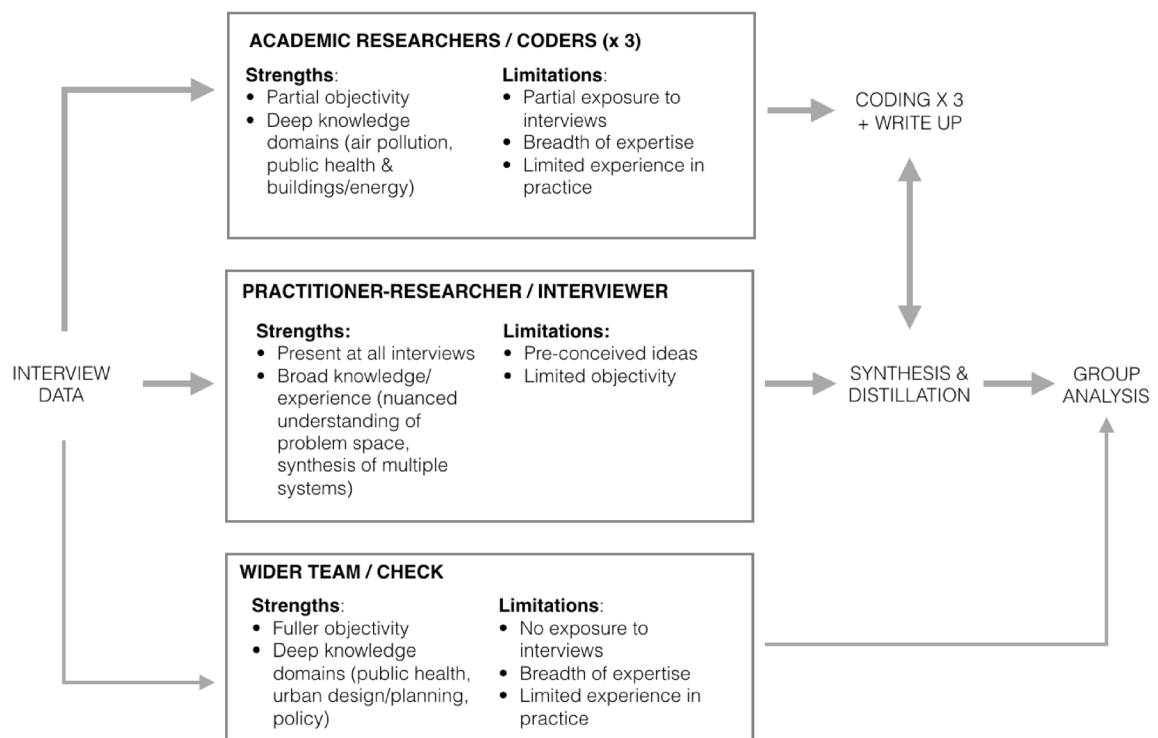 ACADEMIC RESEARCHERS / CODERS (x 3)
Strengths:
• Partial objectivity
• Deep knowledge
domains (air pollution,
public health &
buildings/energy)
Limitations:
• Partial exposure to
interviews
• Breadth of expertise
• Limited experience in
practice
CODING X 3
+ WRITE UP
INTERVIEW
DATA
PRACTITIONER-RESEARCHER / INTERVIEWER
Strengths:
• Present at all interviews
• Broad knowledge/
experience (nuanced
understanding of
problem space,
synthesis of multiple
systems)
Limitations:
• Pre-conceived ideas
• Limited objectivity
SYNTHESIS &
DISTILLATION
GROUP
ANALYSIS
WIDER TEAM / CHECK
Strengths:
• Fuller objectivity
• Deep knowledge
domains (public health,
urban design/planning,
policy)
Limitations:
• No exposure to
interviews
• Breadth of expertise
• Limited experience in
practice